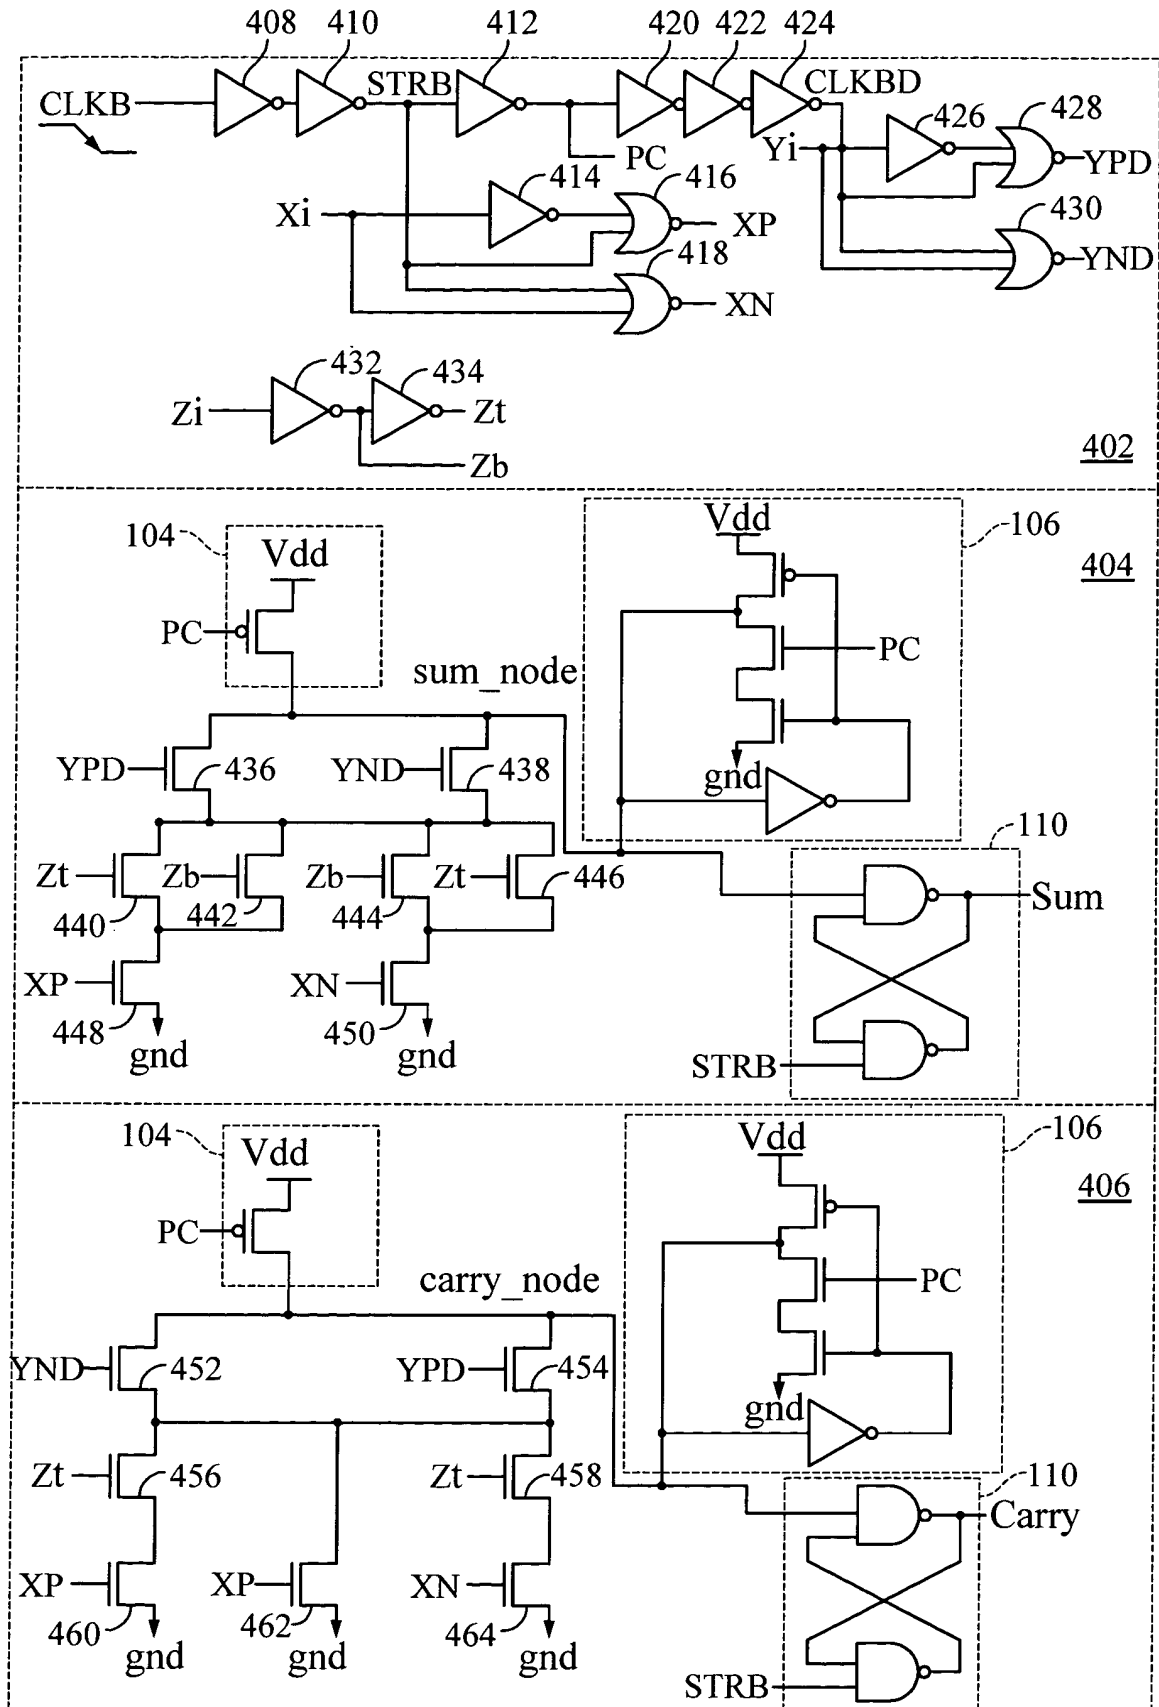 408 410 412 420 422 424
CLKB STRB CLKBD
426 428
Yi YPD
PC
414 416
Xi XP
430
YND
418
XN
432 434
Zi Zt
Zb
402
104 Vdd
PC
sum_node
Vdd 106
404
PC
gnd
YPD 436 YND 438
Zt 440 Zb 442 Zb 444 Zt 446
XP 448 XN 450
gnd gnd
110
Sum
STRB
104 Vdd
PC
carry_node
Vdd 106
406
PC
gnd
YND 452 YPD 454
Zt 456 Zt 458
XP 460 XP 462 XN 464
gnd gnd gnd
110
Carry
STRB